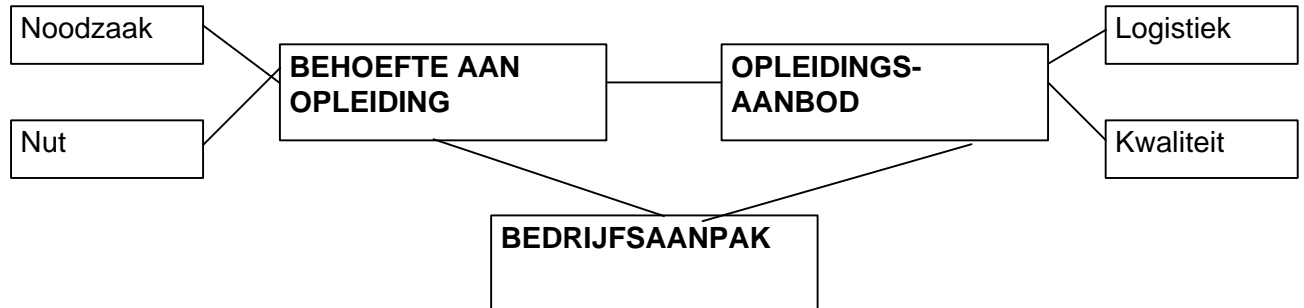 Noodzaak
Logistiek
BEHOEFTE AAN
OPLEIDING
OPLEIDINGS-
AANBOD
Nut
Kwaliteit
BEDRIJFSAANPAK